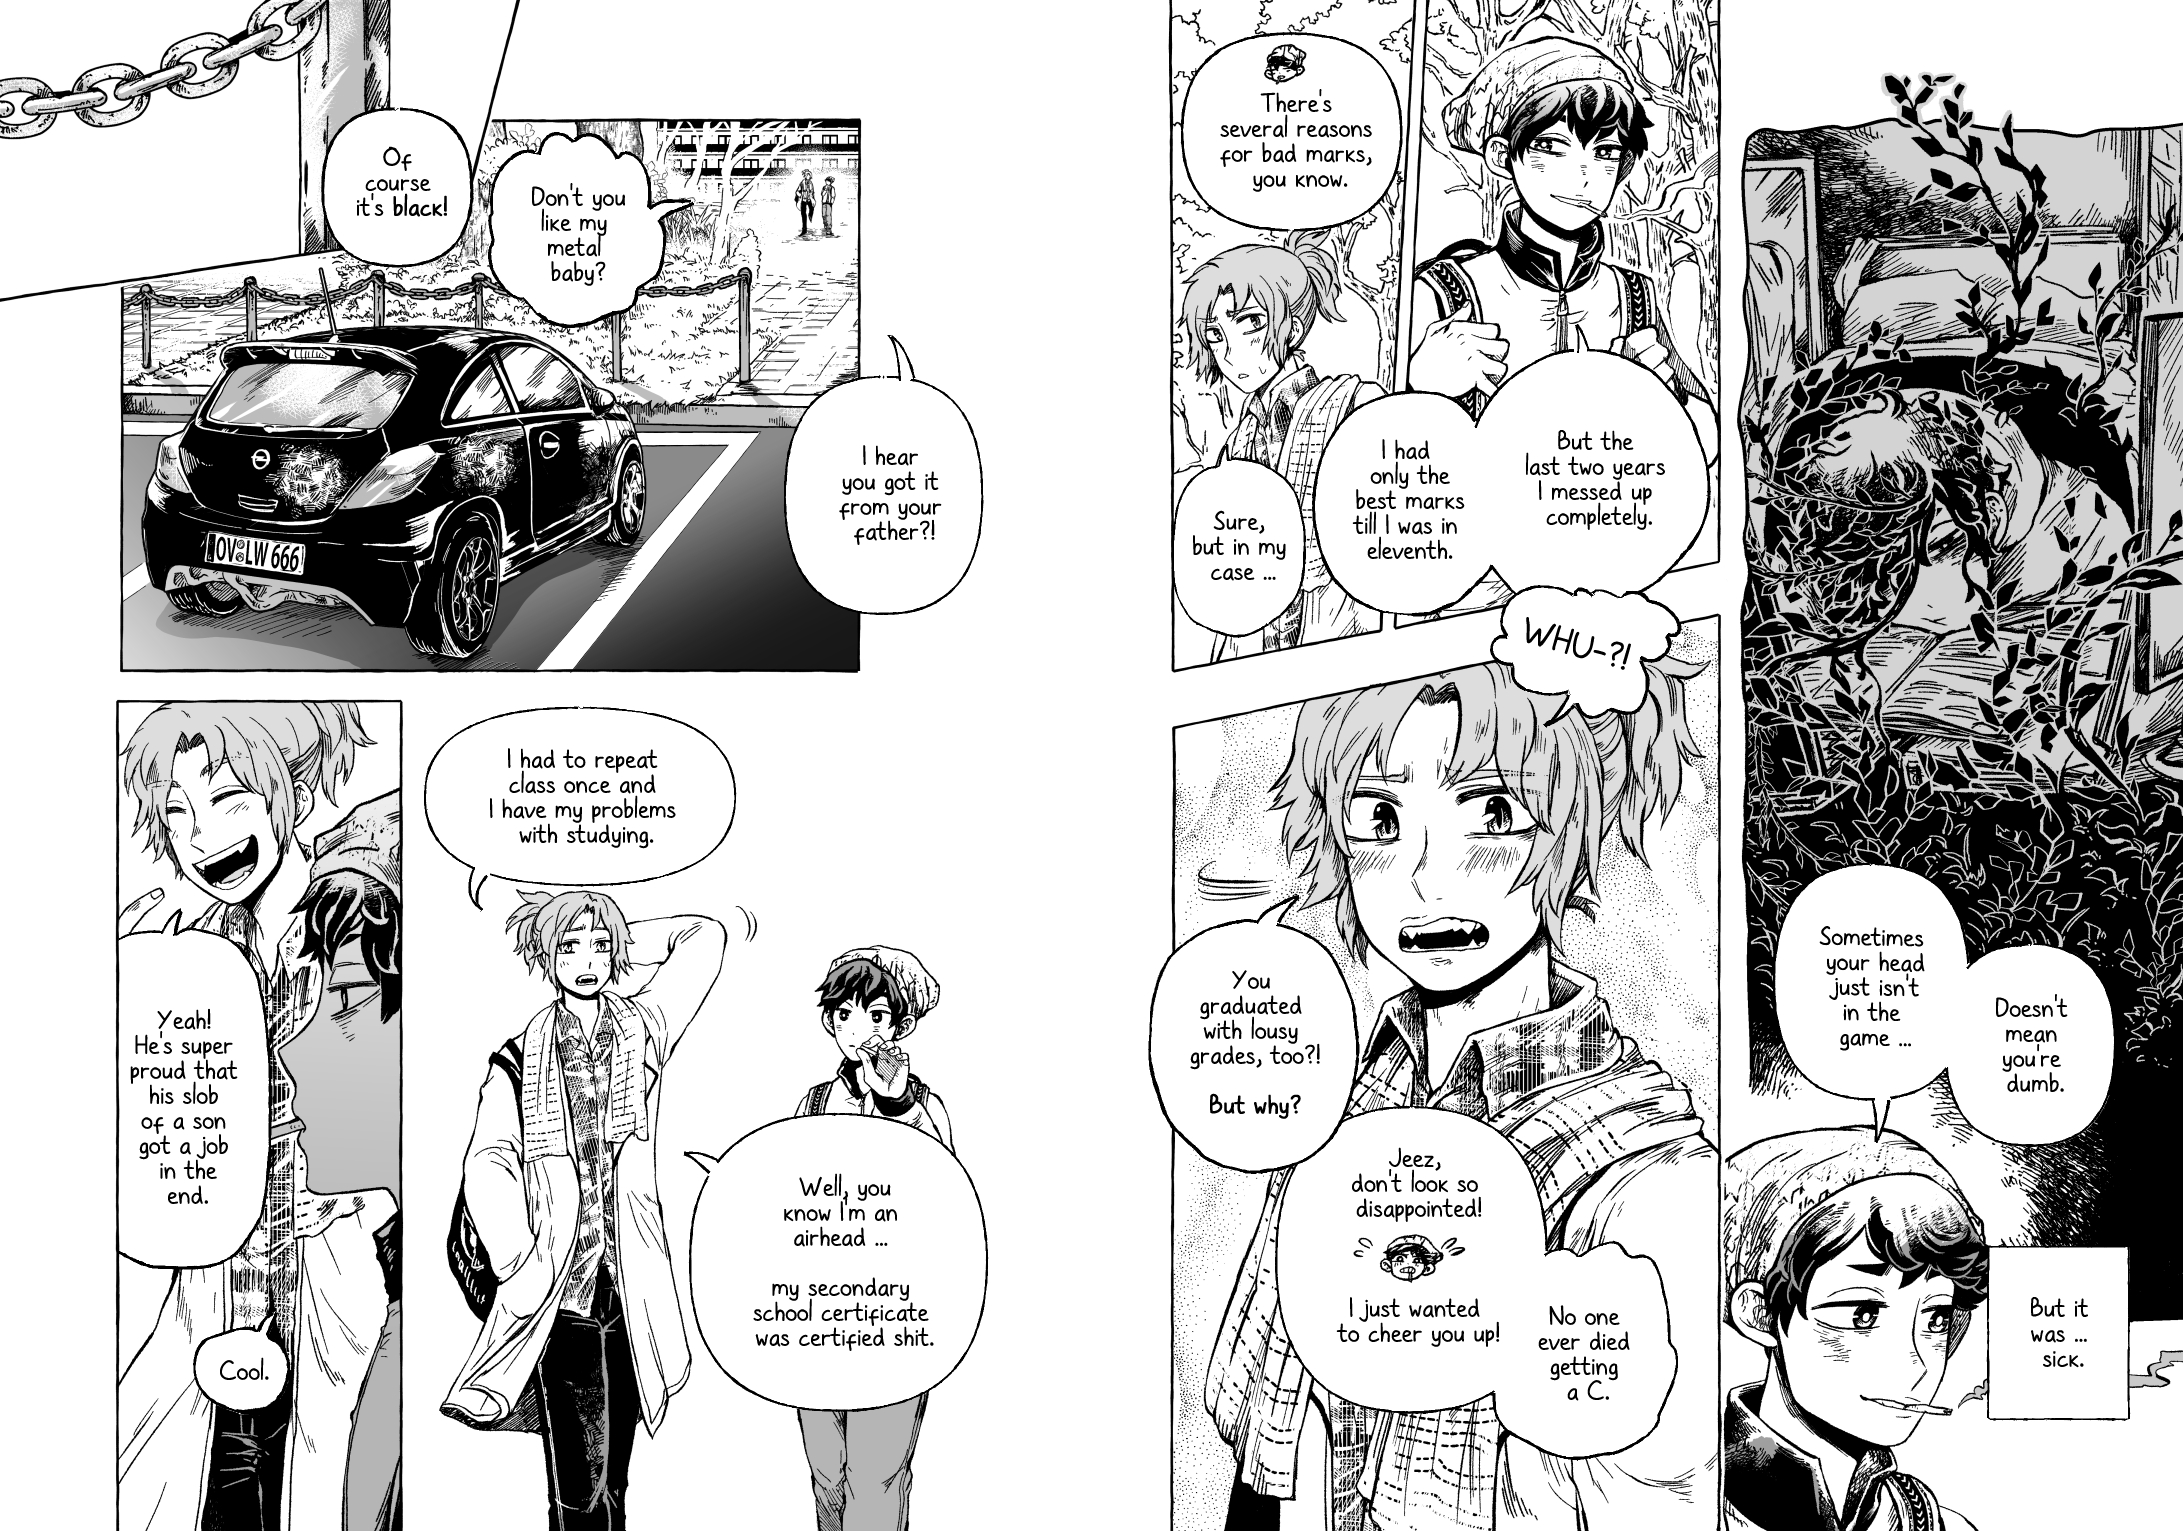 Of
course
it's black!
Don't you
like my
metal
baby?
OV LW 666
I hear
you got it
from your
father?!
Yeah!
He's super
proud that
his slob
of a son
got a job
in the
end.
Cool.
I had to repeat
class once and
I have my problems
with studying.
Well, you
know I'm an
airhead ...
my secondary
school certificate
was certified shit.
There's
several reasons
for bad marks,
you know.
Sure,
but in my
case ...
I had
only the
best marks
till I was in
eleventh.
But the
last two years
I messed up
completely.
WHU-?!
You
graduated
with lousy
grades, too?!
But why?
Jeez,
don't look so
disappointed!
I just wanted
to cheer you up!
No one
ever died
getting
a C.
Sometimes
your head
just isn't
in the
game ...
Doesn't
mean
you're
dumb.
But it
was ...
sick.